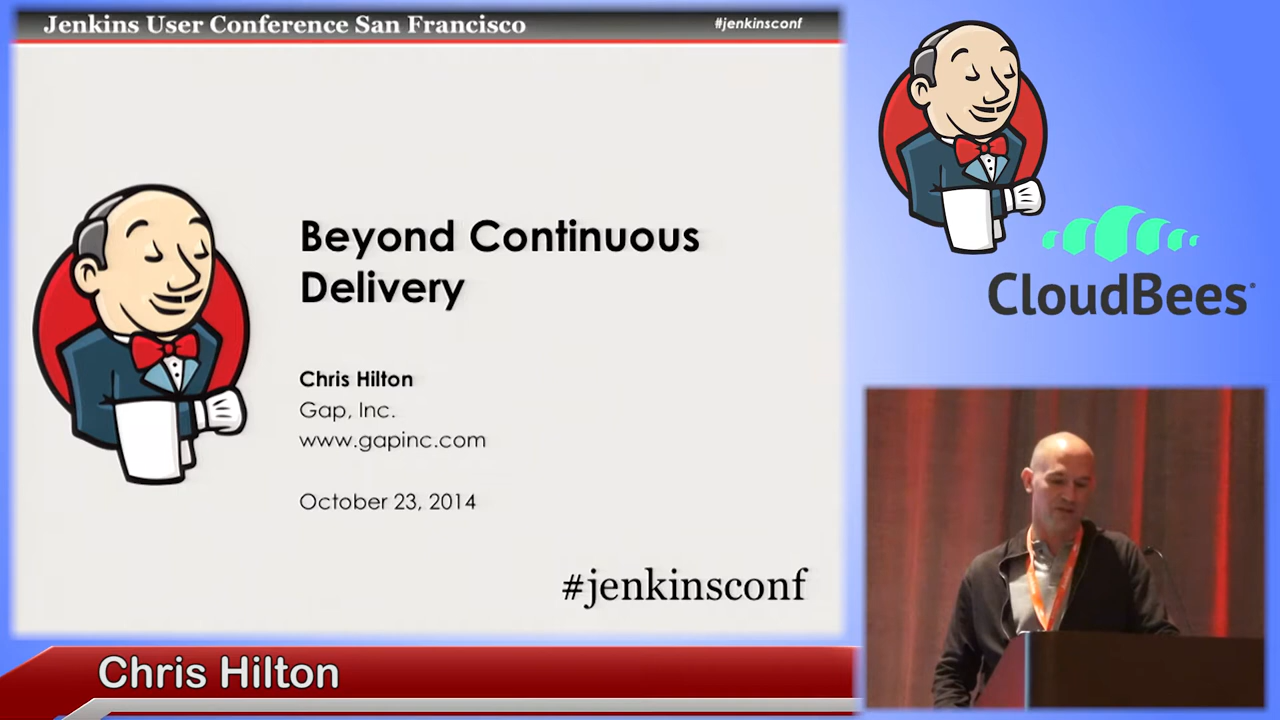 Jenkins User Conference San Francisco
#jenkinsconf
Beyond Continuous
Delivery
Chris Hilton
Gap, Inc.
www.gapinc.com
October 23, 2014
#jenkinsconf
CloudBees
Chris Hilton